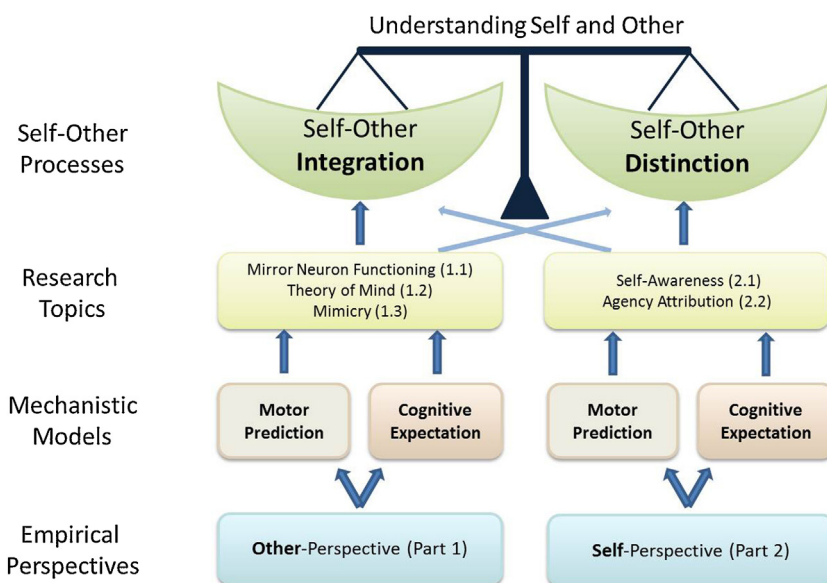 Understanding Self and Other
Self-Other
Processes
Self-Other
Integration
Self-Other
Distinction
Research
Topics
Mirror Neuron Functioning (1.1)
Theory of Mind (1.2)
Mimicry (1.3)
Self-Awareness (2.1)
Agency Attribution (2.2)
Mechanistic
Models
Motor
Prediction
Cognitive
Expectation
Motor
Prediction
Cognitive
Expectation
Empirical
Perspectives
Other-Perspective (Part 1)
Self-Perspective (Part 2)